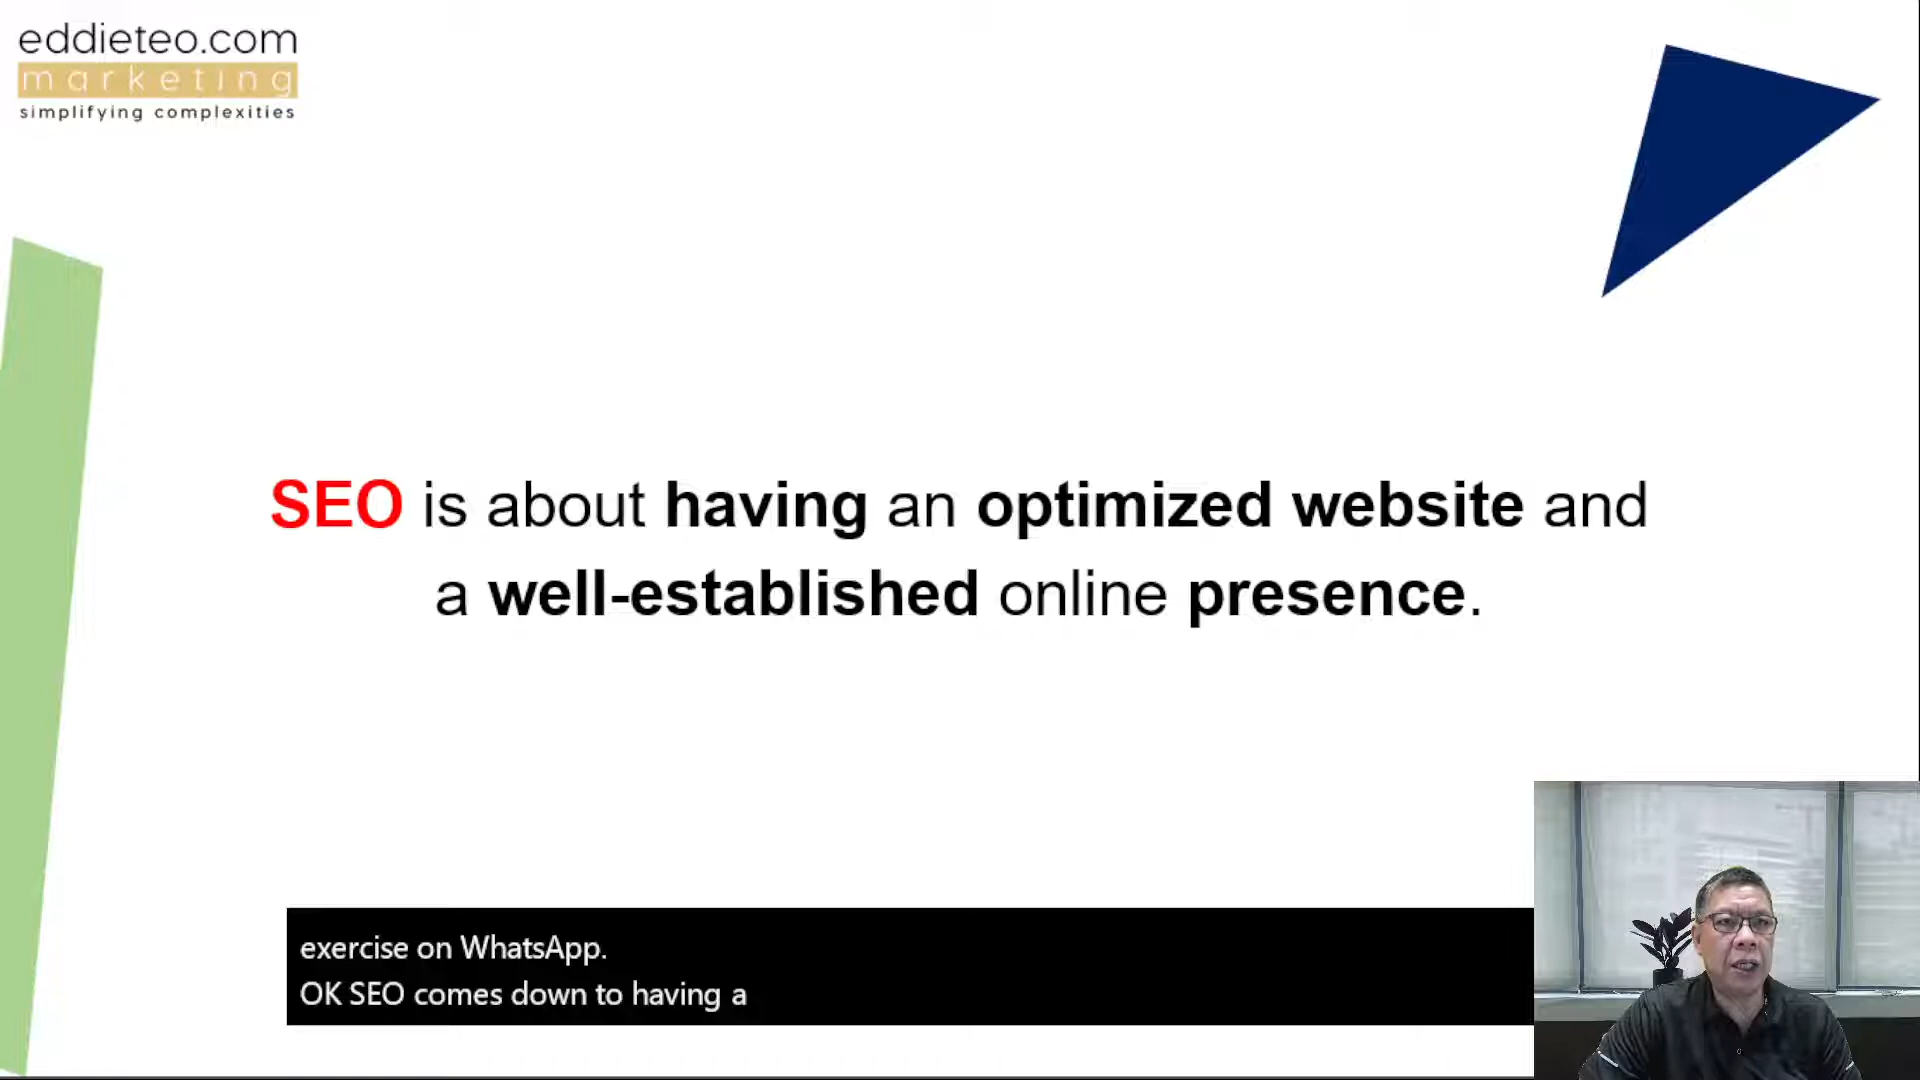 eddieteo.com
marketing
simplifying complexities
SEO is about having an optimized website and
a well-established online presence.
exercise on WhatsApp.
OK SEO comes down to having a